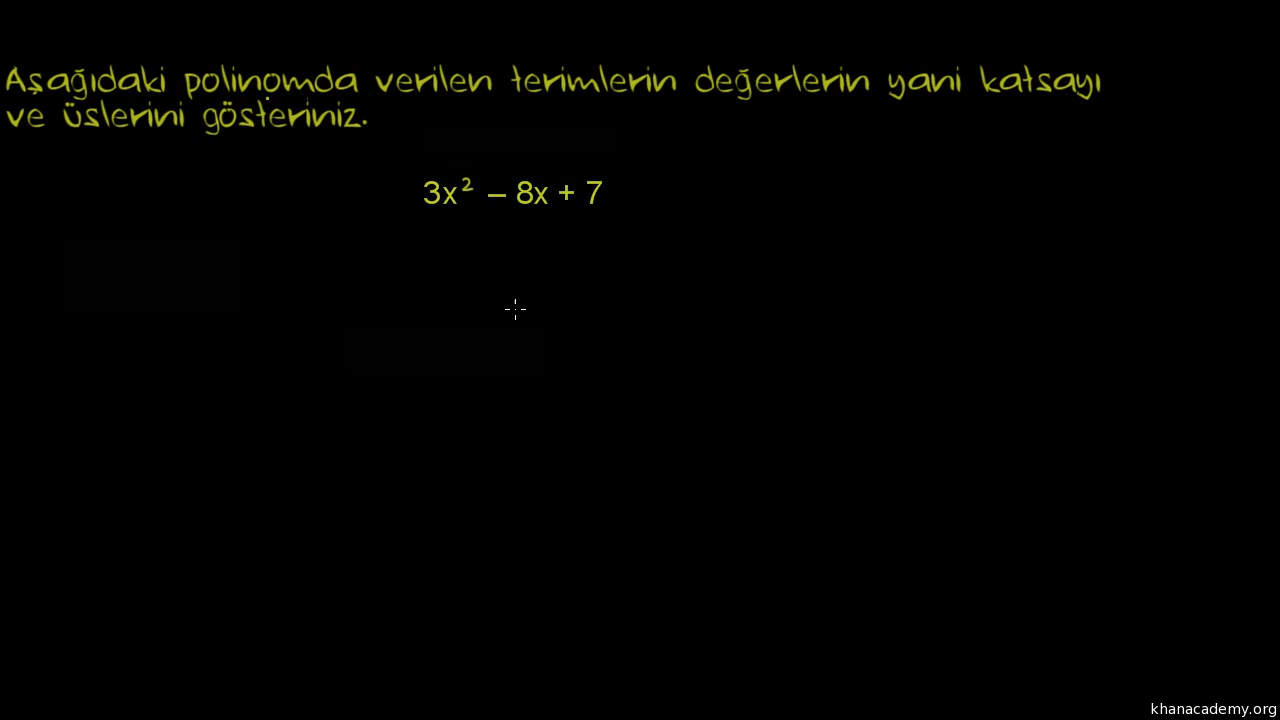 Aşağıdaki polinomda verilen terimlerin değerlerin yani katsayı
ve üslerini gösteriniz.
3x² – 8x + 7
khanacademy.org